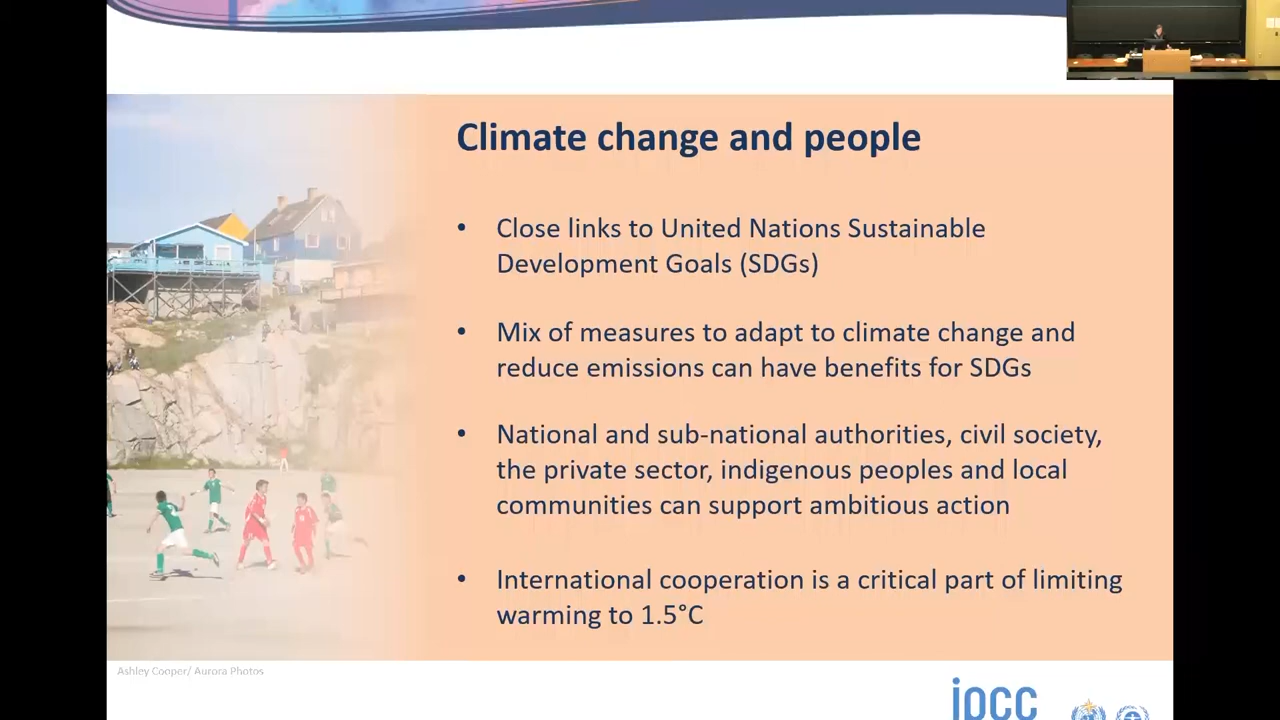 Climate change and people
• Close links to United Nations Sustainable
Development Goals (SDGs)
• Mix of measures to adapt to climate change and
reduce emissions can have benefits for SDGs
• National and sub-national authorities, civil society,
the private sector, indigenous peoples and local
communities can support ambitious action
• International cooperation is a critical part of limiting
warming to 1.5°C
Ashley Cooper/ Aurora Photos
ipcc